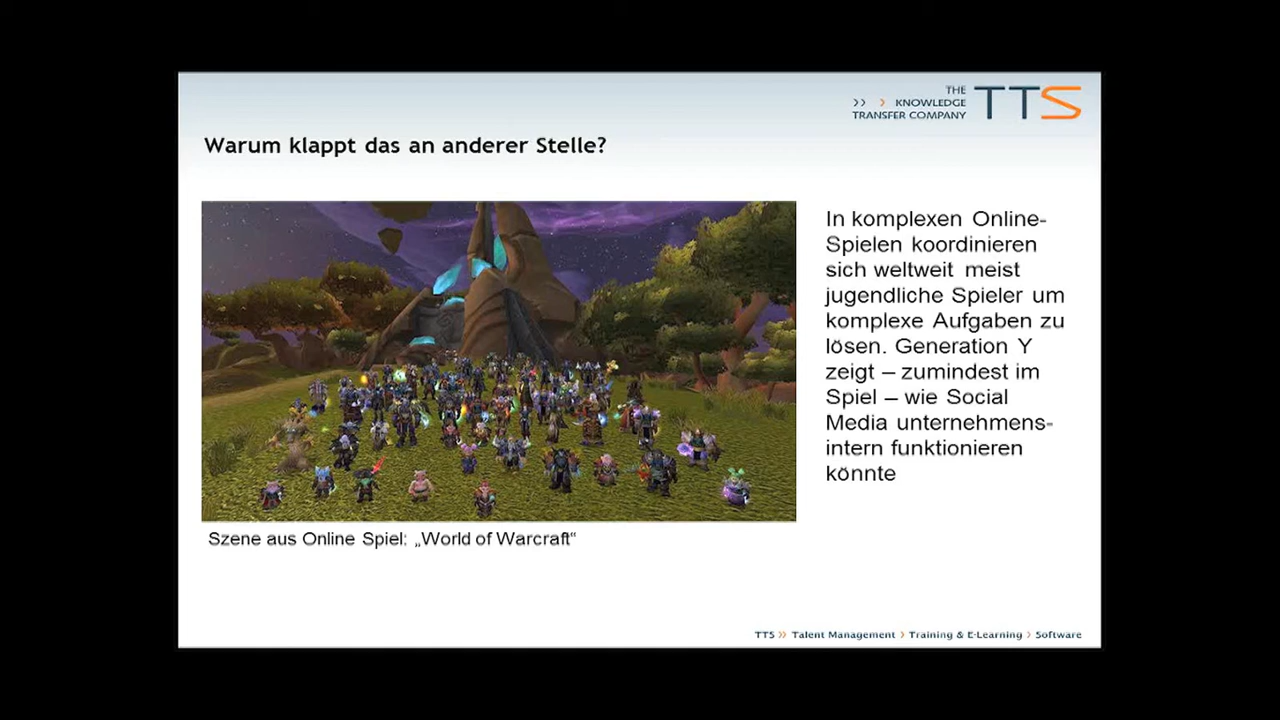 THE
>> > KNOWLEDGE
TRANSFER COMPANY
TTS
Warum klappt das an anderer Stelle?
In komplexen Online-
Spielen koordinieren
sich weltweit meist
jugendliche Spieler um
komplexe Aufgaben zu
lösen. Generation Y
zeigt – zumindest im
Spiel – wie Social
Media unternehmens-
intern funktionieren
könnte
Szene aus Online Spiel: „World of Warcraft“
TTS >> Talent Management > Training & E-Learning > Software